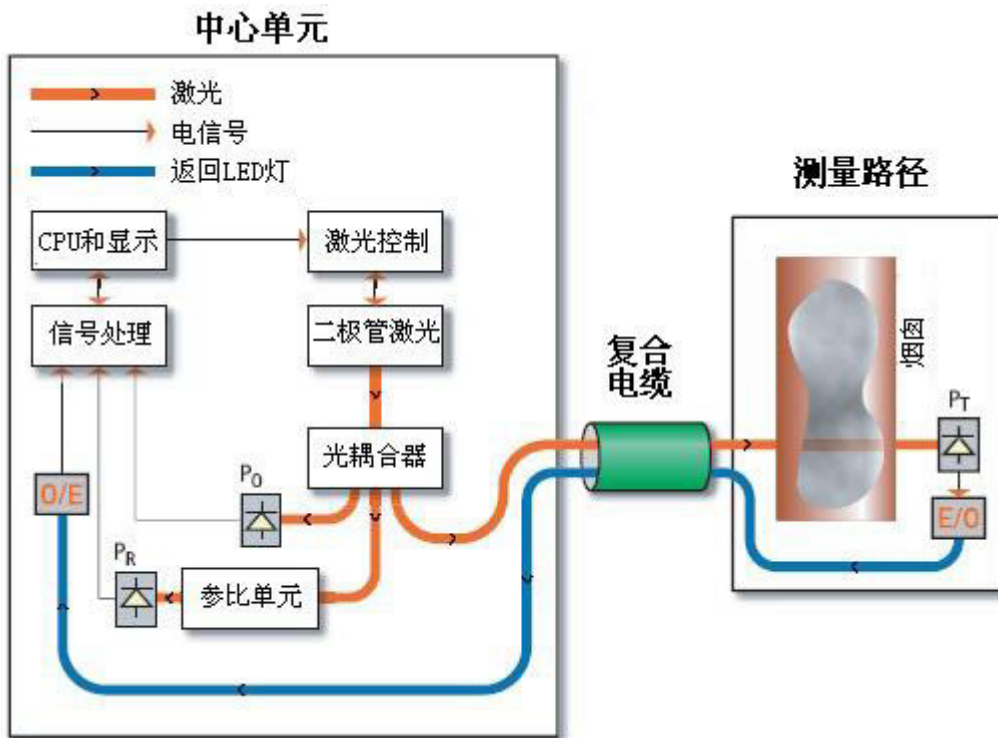 中心单元
激光
电信号
返回LED灯
测量路径
CPU和显示
激光控制
信号处理
二极管激光
复合
电缆
烟囱
PT
光耦合器
O/E
PO
E/O
PR
参比单元